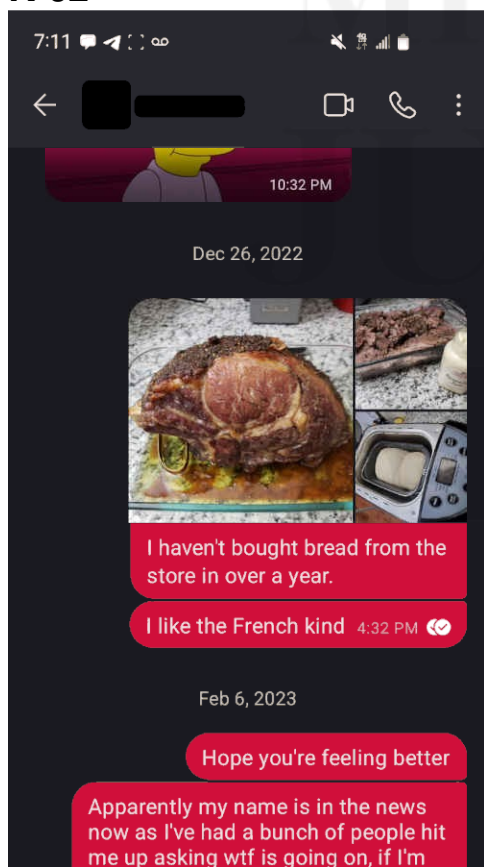 7:11
10:32 PM
Dec 26, 2022
I haven't bought bread from the
store in over a year.
I like the French kind 4:32 PM
Feb 6, 2023
Hope you're feeling better
Apparently my name is in the news
now as I've had a bunch of people hit
me up asking wtf is going on, if I'm